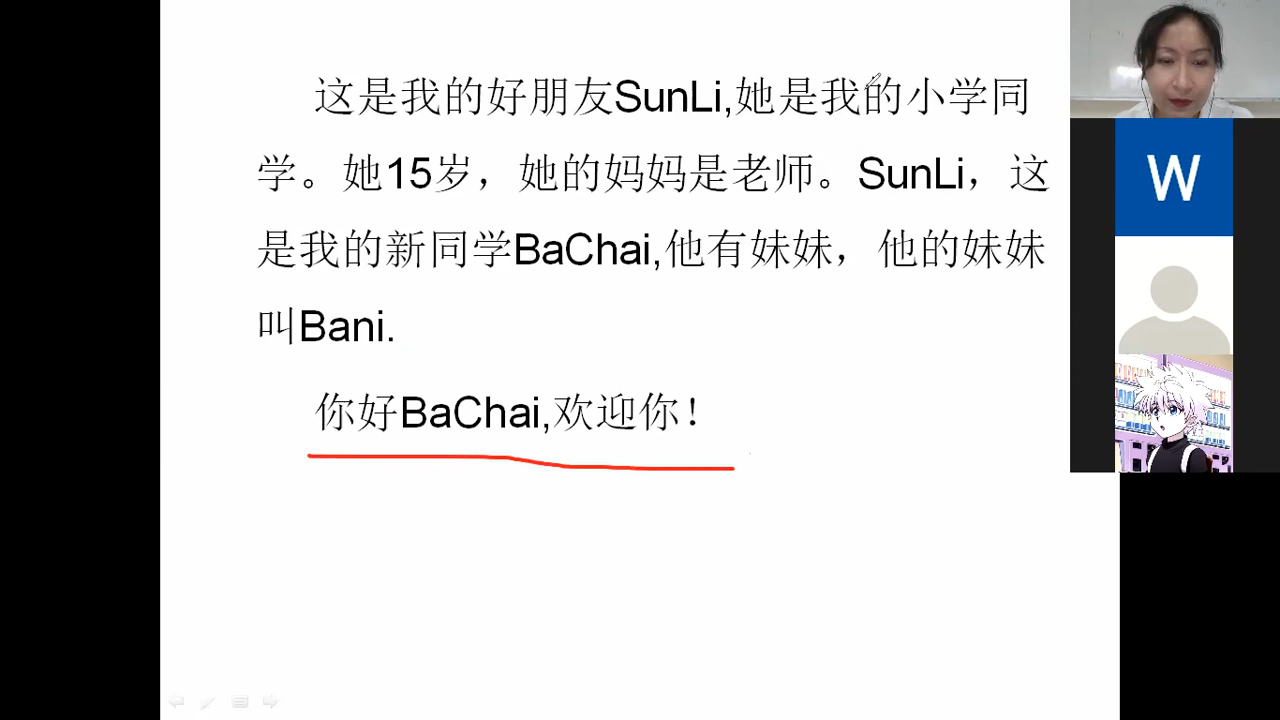 这是我的好朋友SunLi,她是我的小学同
学。她15岁，她的妈妈是老师。SunLi，这
是我的新同学BaChai,他有妹妹，他的妹妹
叫Bani.
你好BaChai,欢迎你！
W